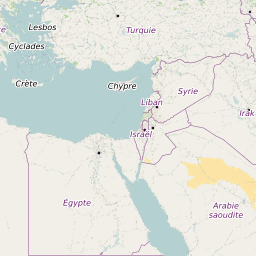 Lesbos
Turquie
Cyclades
Crète
Chypre
Syrie
Liban
Irak
Israël
Égypte
Arabie
saoudite